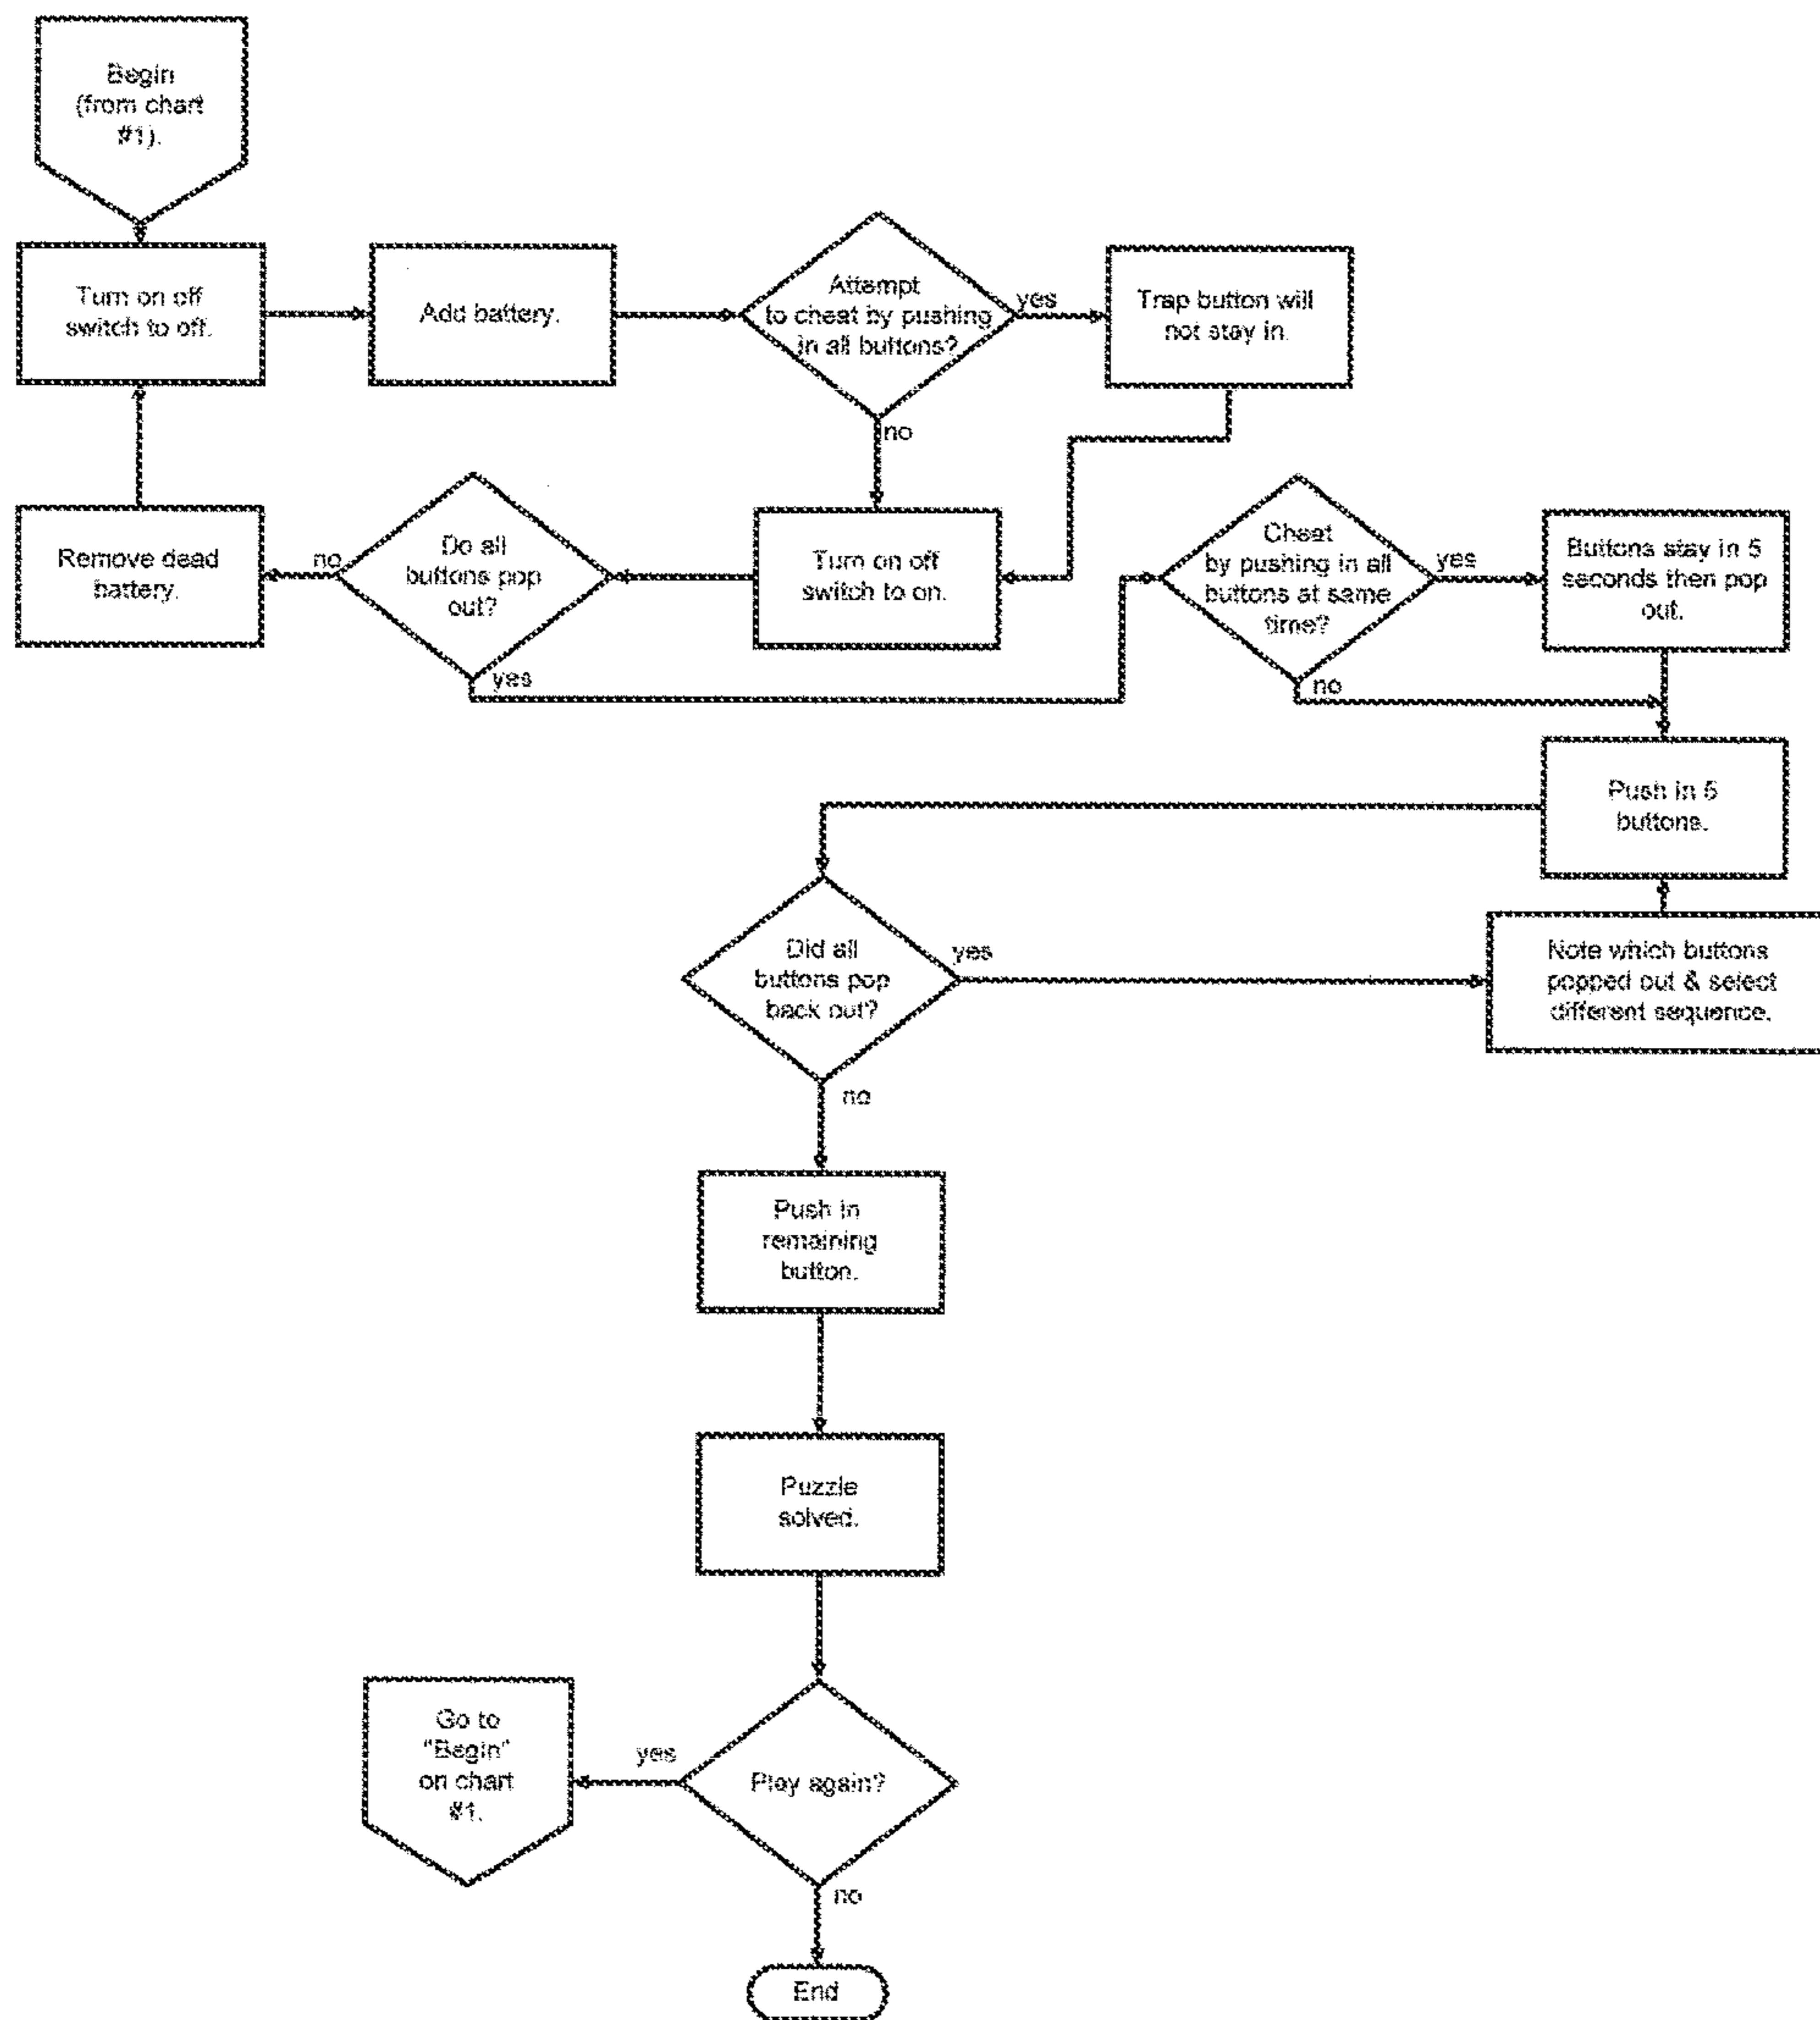 Begin
(from chart
#1).
Turn on off
switch to off.
Add battery.
Attempt
to cheat by pushing
in all buttons?
yes
Trap button will
not stay in.
no
Remove dead
battery.
no
Do all
buttons pop
out?
yes
Turn on off
switch to on.
Cheat
by pushing in all
buttons at same
time?
yes
no
Buttons stay in 5
seconds then pop
out.
Push in 5
buttons.
Did all
buttons pop
back out?
yes
Note which buttons
popped out & select
different sequence.
no
Push in
remaining
button.
Puzzle
solved.
Go to
"Begin"
on chart
#1.
yes
Play again?
no
End